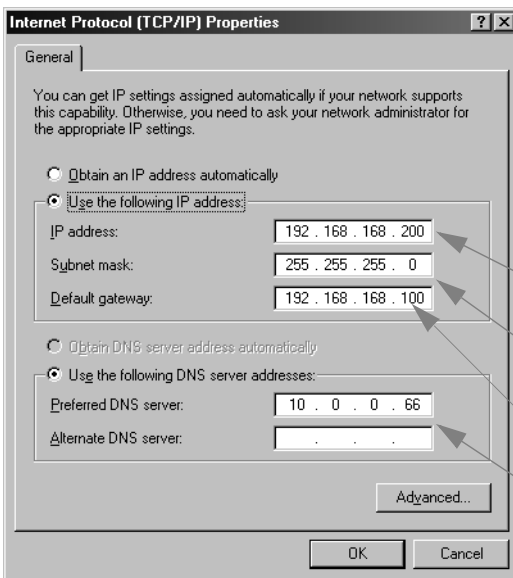 Internet Protocol (TCP/IP) Properties
General
You can get IP settings assigned automatically if your network supports
this capability. Otherwise, you need to ask your network administrator for
the appropriate IP settings.
Obtain an IP address automatically
Use the following IP address:
IP address: 192 . 168 . 168 . 200
Subnet mask: 255 . 255 . 255 . 0
Default gateway: 192 . 168 . 168 . 100
Obtain DNS server address automatically
Use the following DNS server addresses:
Preferred DNS server: 10 . 0 . 0 . 66
Alternate DNS server: . . .
Advanced...
OK Cancel